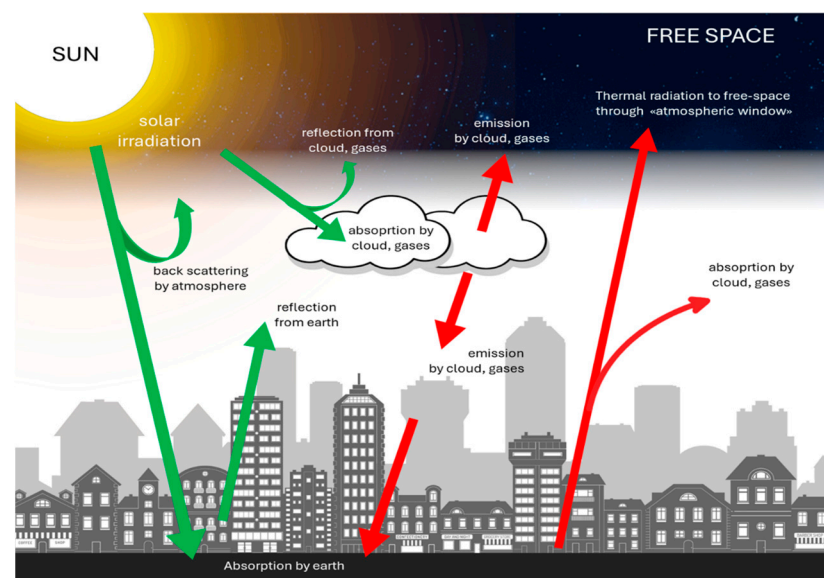 SUN
FREE SPACE
solar
irradiation
reflection from
cloud, gases
emission
by cloud, gases
Thermal radiation to free-space
through «atmospheric window»
absoprtion by
cloud, gases
back scattering
by atmosphere
absoprtion by
cloud, gases
reflection
from earth
emission
by cloud, gases
COFFEE
SHOP
Absorption by earth